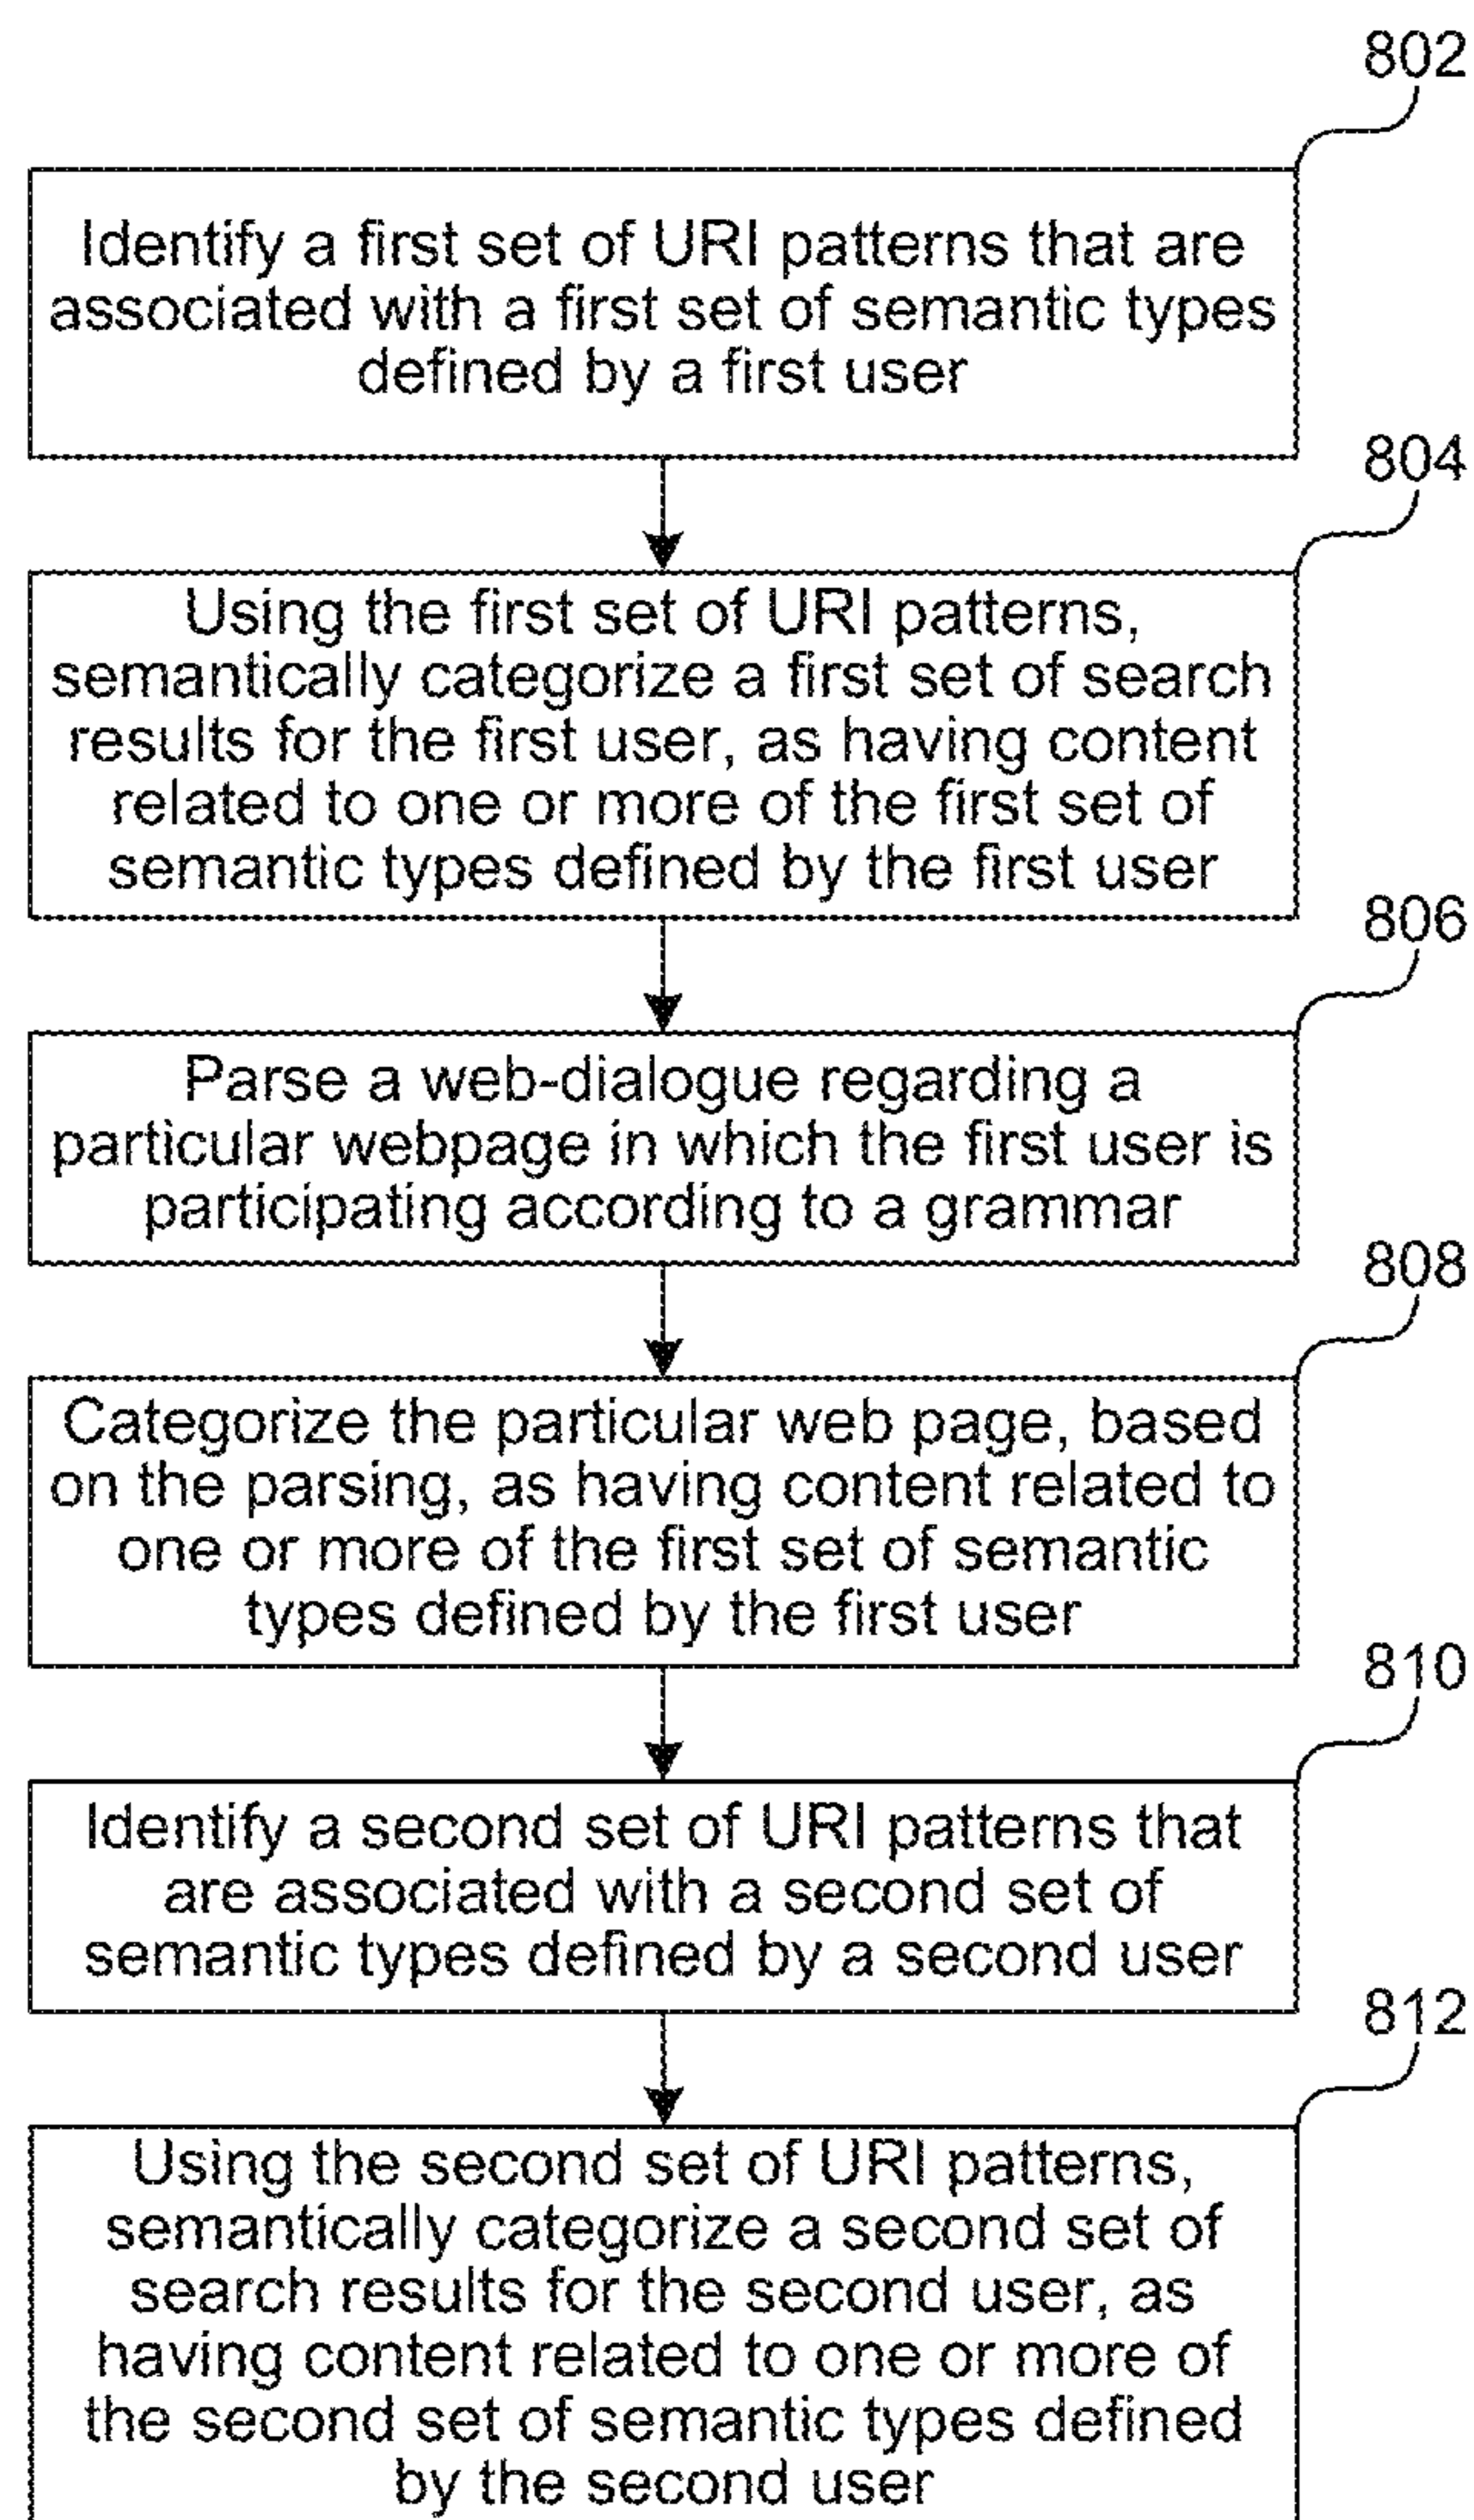 802
Identify a first set of URI patterns that are
associated with a first set of semantic types
defined by a first user
804
Using the first set of URI patterns,
semantically categorize a first set of search
results for the first user, as having content
related to one or more of the first set of
semantic types defined by the first user
806
Parse a web-dialogue regarding a
particular webpage in which the first user is
participating according to a grammar
808
Categorize the particular web page, based
on the parsing, as having content related to
one or more of the first set of semantic
types defined by the first user
810
Identify a second set of URI patterns that
are associated with a second set of
semantic types defined by a second user
812
Using the second set of URI patterns,
semantically categorize a second set of
search results for the second user, as
having content related to one or more of
the second set of semantic types defined
by the second user